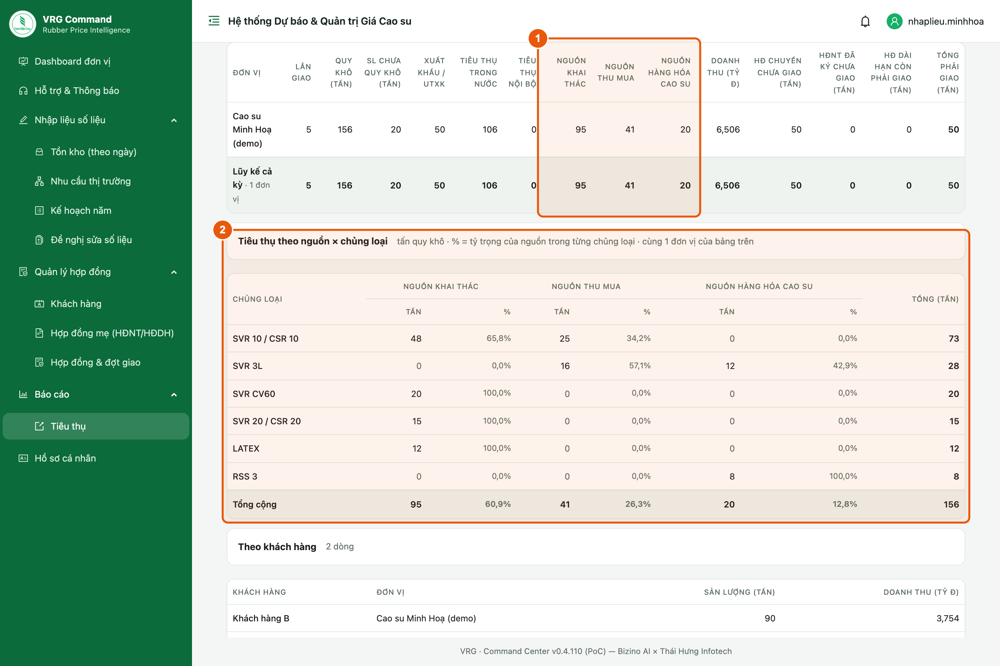 VRG Command
Rubber Price Intelligence
Dashboard đơn vị
Hỗ trợ & Thông báo
Nhập liệu số liệu
Tồn kho (theo ngày)
Nhu cầu thị trường
Kế hoạch năm
Đề nghị sửa số liệu
Quản lý hợp đồng
Khách hàng
Hợp đồng mẹ (HĐNT/HĐDH)
Hợp đồng & đợt giao
Báo cáo
Tiêu thụ
Hồ sơ cá nhân
Hệ thống Dự báo & Quản trị Giá Cao su
nhaplieu.minhhoa
1
ĐƠN VỊ
LẦN
GIAO
QUY
KHÔ
(TẤN)
SL CHƯA
QUY KHÔ
(TẤN)
XUẤT
KHẨU /
UTXK
TIÊU THỤ
TRONG
NƯỚC
TIÊU
THỤ
NỘI BỘ
NGUỒN
KHAI
THÁC
NGUỒN
THU MUA
NGUỒN
HÀNG HÓA
CAO SU
DOANH
THU (TỶ
Đ)
HĐ CHUYẾN
CHƯA GIAO
(TẤN)
HĐNT ĐÃ
KÝ CHƯA
GIAO
(TẤN)
HĐ DÀI
HẠN CÒN
PHẢI GIAO
(TẤN)
TỔNG
PHẢI
GIAO
(TẤN)
Cao su
Minh Hoạ
(demo)
5 156 20 50 106 0 95 41 20 6,506 50 0 0 50
Lũy kế cả
kỳ · 1 đơn
vị
5 156 20 50 106 0 95 41 20 6,506 50 0 0 50
2
Tiêu thụ theo nguồn × chủng loại tấn quy khô · % = tỷ trọng của nguồn trong từng chủng loại · cùng 1 đơn vị của bảng trên
CHỦNG LOẠI NGUỒN KHAI THÁC NGUỒN THU MUA NGUỒN HÀNG HÓA CAO SU TỔNG (TẤN)
TẤN % TẤN % TẤN %
SVR 10 / CSR 10 48 65,8% 25 34,2% 0 0,0% 73
SVR 3L 0 0,0% 16 57,1% 12 42,9% 28
SVR CV60 20 100,0% 0 0,0% 0 0,0% 20
SVR 20 / CSR 20 15 100,0% 0 0,0% 0 0,0% 15
LATEX 12 100,0% 0 0,0% 0 0,0% 12
RSS 3 0 0,0% 0 0,0% 8 100,0% 8
Tổng cộng 95 60,9% 41 26,3% 20 12,8% 156
Theo khách hàng 2 dòng
KHÁCH HÀNG ĐƠN VỊ SẢN LƯỢNG (TẤN) DOANH THU (TỶ Đ)
Khách hàng B Cao su Minh Hoạ (demo) 90 3,754
VRG · Command Center v0.4.110 (PoC) — Bizino AI × Thái Hưng Infotech